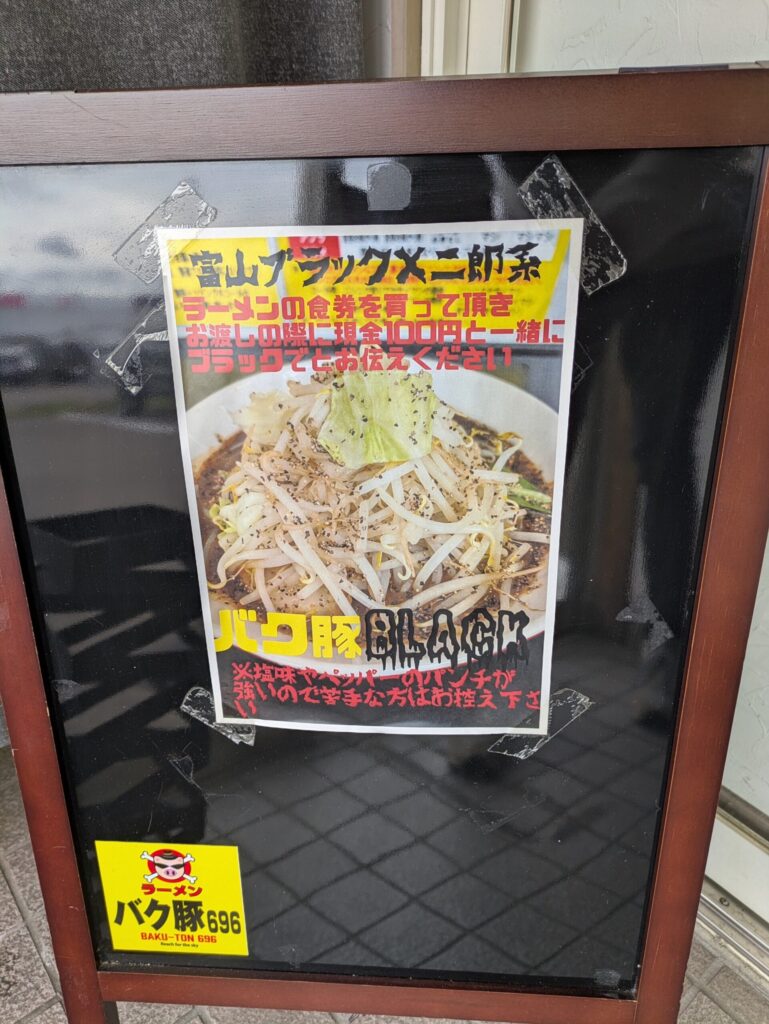 富山ブラック×二郎系
ラーメンの食券を買って頂き
お渡しの際に現金100円と一緒に
ブラックでとお伝えください
バク豚BLACK
※塩味やペッパーのパンチが
強いので苦手な方はお控え下さ
い
ラーメン
バク豚696
BAKU-TON 696
Reach for the sky